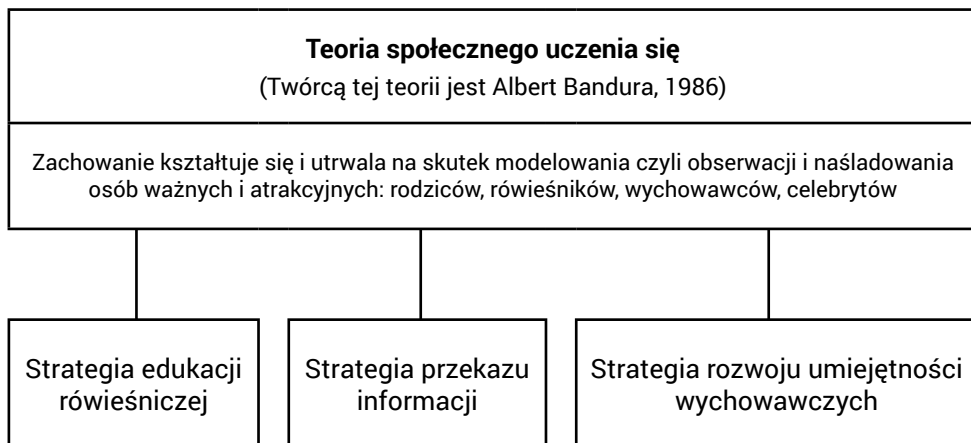 Teoria społecznego uczenia się
(Twórcą tej teorii jest Albert Bandura, 1986)
Zachowanie kształtuje się i utrwala na skutek modelowania czyli obserwacji i naśladowania
osób ważnych i atrakcyjnych: rodziców, rówieśników, wychowawców, celebrytów
Strategia edukacji
rówieśniczej
Strategia przekazu
informacji
Strategia rozwoju umiejętności
wychowawczych